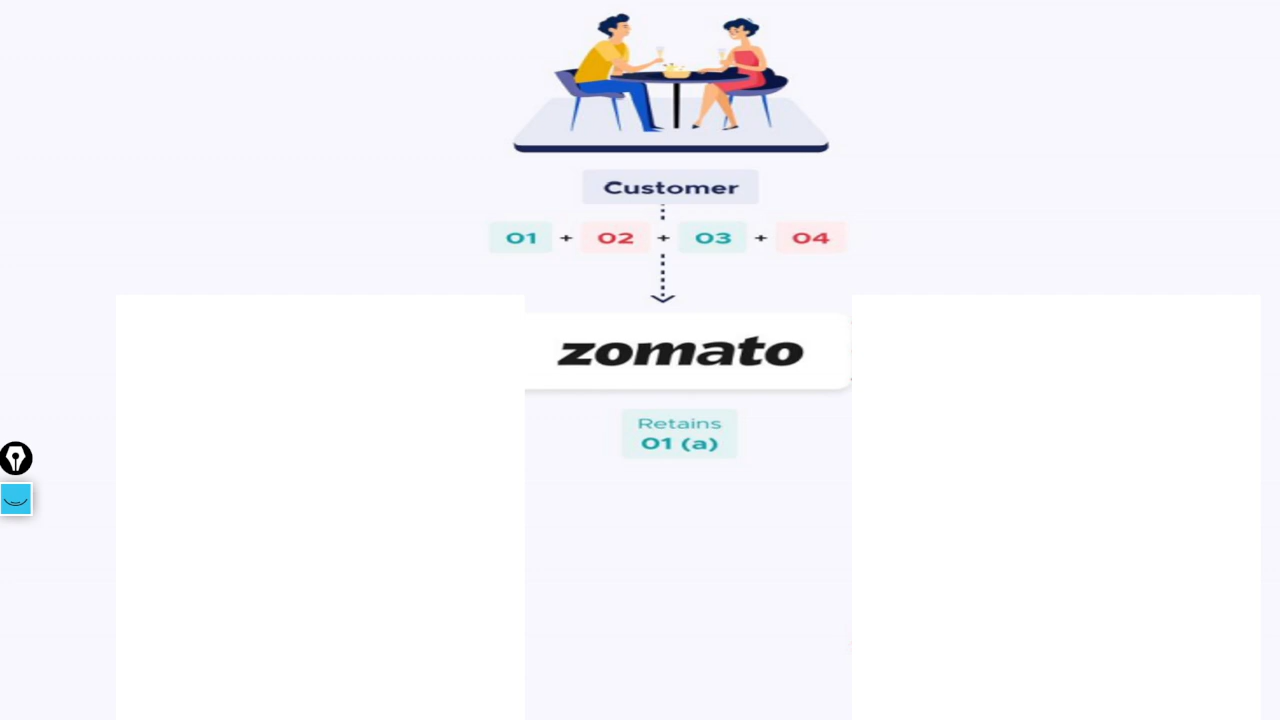 Customer
01 + 02 + 03 + 04
zomato
Retains
01 (a)